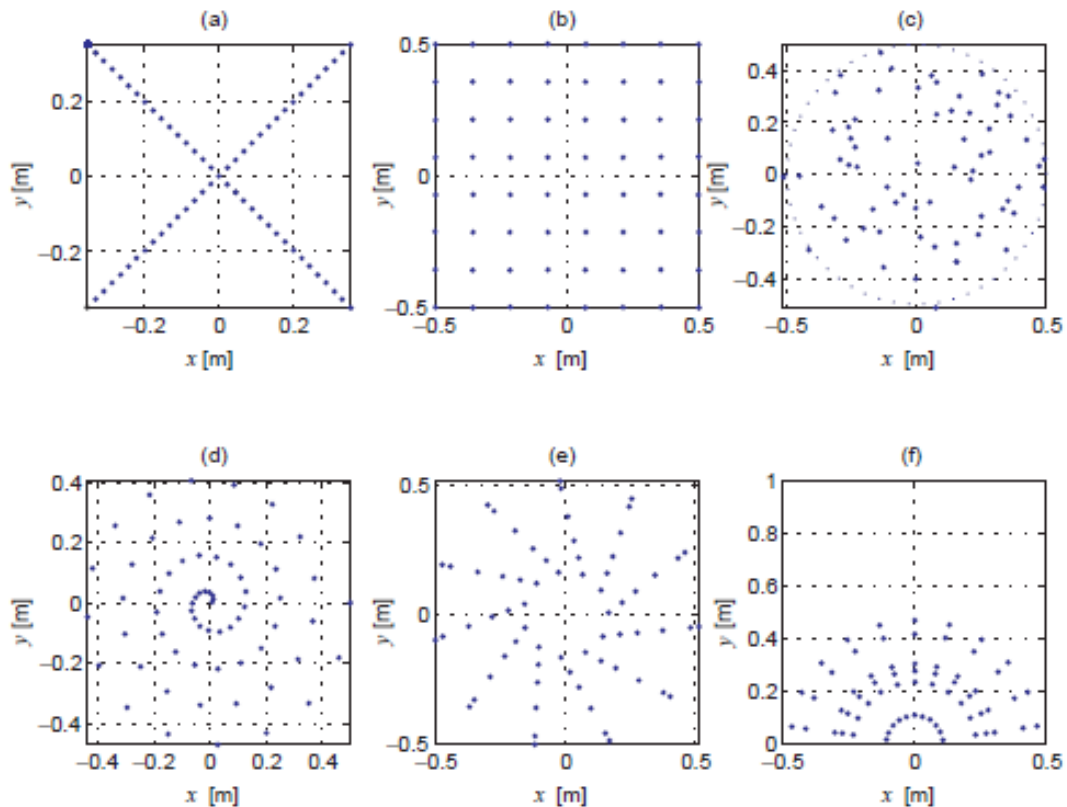 (a) (b) (c)
0.2 0.5 0.4
0.2
y [m] 0 y [m] 0 y [m] 0
−0.2
−0.2 −0.5 −0.4
−0.2 0 0.2 −0.5 0 0.5 −0.5 0 0.5
x [m] x [m] x [m]
(d) (e) (f)
0.4 0.5 1
0.8
0.2
0.6
y [m] 0 y [m] 0 y [m]
0.4
−0.2
0.2
−0.4 −0.5 0
−0.4 −0.2 0 0.2 0.4 −0.5 0 0.5 −0.5 0 0.5
x [m] x [m] x [m]